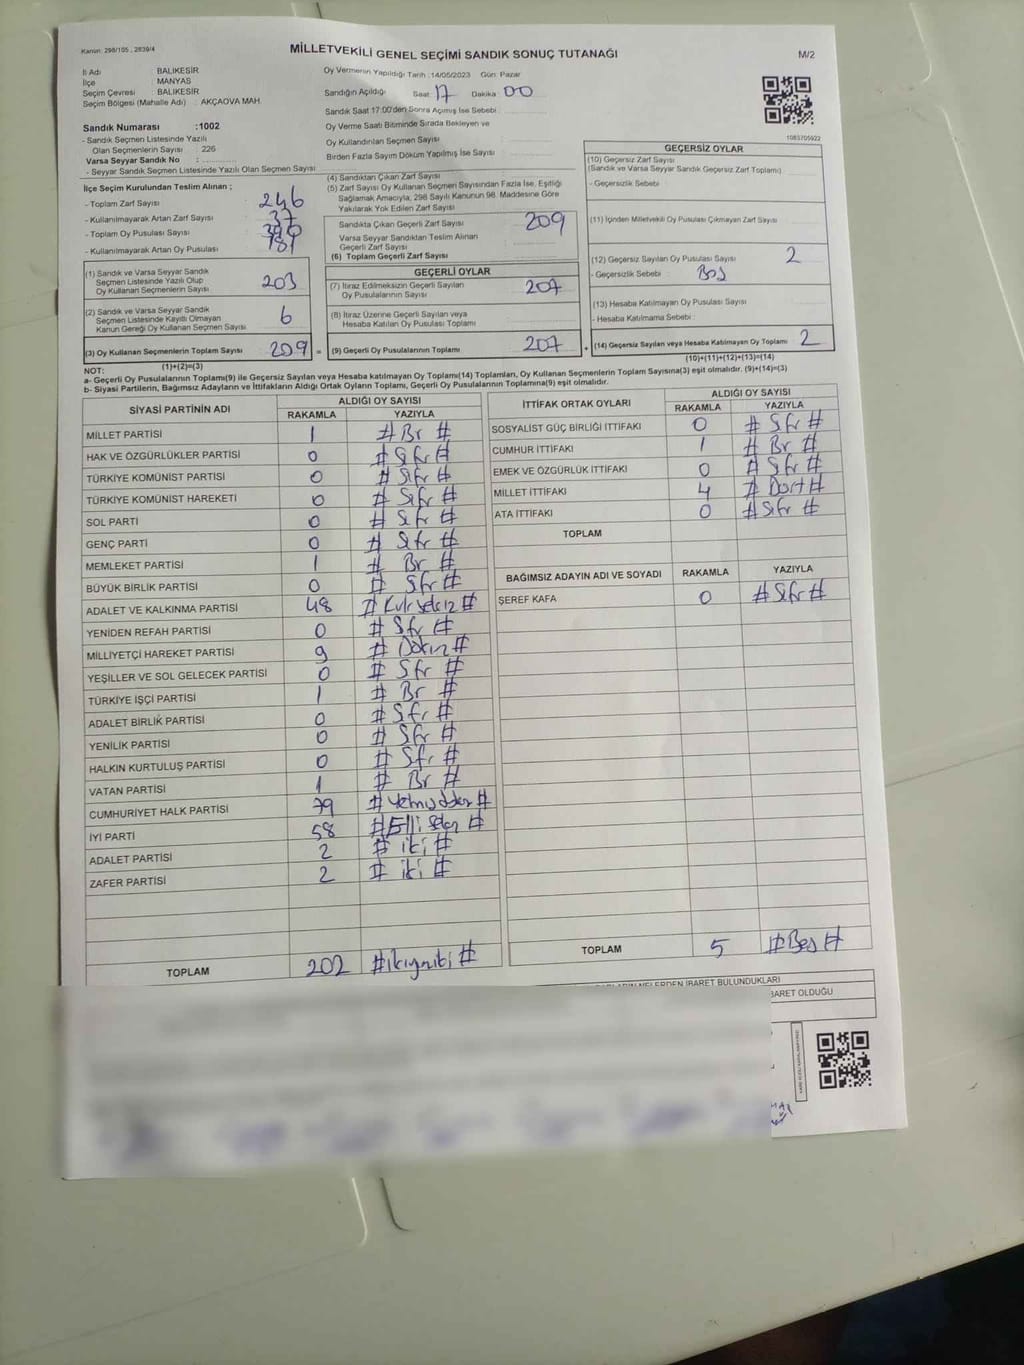 Kanun: 298/105 , 2839/4
MİLLETVEKİLİ GENEL SEÇİMİ SANDIK SONUÇ TUTANAĞI
M/2
İl Adı BALIKESİR
İlçe MANYAS
Seçim Çevresi BALIKESİR
Seçim Bölgesi (Mahalle Adı) : AKÇAOVA MAH.
Sandık Numarası :1002
- Sandık Seçmen Listesinde Yazılı
Olan Seçmenlerin Sayısı : 226
Varsa Seyyar Sandık No :
- Seyyar Sandık Seçmen Listesinde Yazılı Olan Seçmen Sayısı
Oy Vermenin Yapıldığı Tarih :14/05/2023 Gün: Pazar
Sandığın Açıldığı Saat: 17 Dakika: 00
Sandık Saat 17:00'den Sonra Açımış İse Sebebi :
Oy Verme Saati Bitiminde Sırada Bekleyen ve
Oy Kullandırılan Seçmen Sayısı
Birden Fazla Sayım Döküm Yapılmış İse Sayısı
1083705922
İlçe Seçim Kurulundan Teslim Alınan ;
- Toplam Zarf Sayısı 246
- Kullanılmayarak Artan Zarf Sayısı 37
- Toplam Oy Pusulası Sayısı
- Kullanılmayarak Artan Oy Pusulası
(1) Sandık ve Varsa Seyyar Sandık
Seçmen Listesinde Yazılı Olup
Oy Kullanan Seçmenlerin Sayısı 203
(2) Sandık ve Varsa Seyyar Sandık
Seçmen Listesinde Kayıtlı Olmayan
Kanun Gereği Oy Kullanan Seçmen Sayısı 6
(3) Oy Kullanan Seçmenlerin Toplam Sayısı 209 =
(1)+(2)=(3)
(4) Sandıktan Çıkan Zarf Sayısı
(5) Zarf Sayısı Oy Kullanan Seçmen Sayısından Fazla İse, Eşitliği
Sağlamak Amacıyla, 298 Sayılı Kanunun 98. Maddesine Göre
Yakılarak Yok Edilen Zarf Sayısı
Sandıkta Çıkan Geçerli Zarf Sayısı 209
Varsa Seyyar Sandıktan Teslim Alınan
Geçerli Zarf Sayısı
(6) Toplam Geçerli Zarf Sayısı
GEÇERLİ OYLAR
(7) İtiraz Edilmeksizin Geçerli Sayılan
Oy Pusulalarının Sayısı 207
(8) İtiraz Üzerine Geçerli Sayılan veya
Hesaba Katılan Oy Pusulası Toplamı
(9) Geçerli Oy Pusulalarının Toplamı 207 +
GEÇERSİZ OYLAR
(10) Geçersiz Zarf Sayısı
(Sandık ve Varsa Seyyar Sandık Geçersiz Zarf Toplamı)
- Geçersizlik Sebebi
(11) İçinden Milletvekili Oy Pusulası Çıkmayan Zarf Sayısı
(12) Geçersiz Sayılan Oy Pusulası Sayısı 2
- Geçersizlik Sebebi : Boş
(13) Hesaba Katılmayan Oy Pusulası Sayısı
- Hesaba Katılmama Sebebi :
(14) Geçersiz Sayılan veya Hesaba Katılmayan Oy Toplamı 2
(10)+(11)+(12)+(13)=(14)
NOT:
a- Geçerli Oy Pusulalarının Toplamı(9) ile Geçersiz Sayılan veya Hesaba katılmayan Oy Toplamı(14) Toplamları, Oy Kullanan Seçmenlerin Toplam Sayısına(3) eşit olmalıdır. (9)+(14)=(3)
b- Siyasi Partilerin, Bağımsız Adayların ve İttifakların Aldığı Ortak Oyların Toplamı, Geçerli Oy Pusulalarının Toplamına(9) eşit olmalıdır.
SİYASİ PARTİNİN ADI ALDIĞI OY SAYISI
RAKAMLA YAZIYLA
MİLLET PARTİSİ 1 # Bir #
HAK VE ÖZGÜRLÜKLER PARTİSİ 0 # Sıfır #
TÜRKİYE KOMÜNİST PARTİSİ 0 # Sıfır #
TÜRKİYE KOMÜNİST HAREKETİ 0 # Sıfır #
SOL PARTİ 0 # Sıfır #
GENÇ PARTİ 0 # Sıfır #
MEMLEKET PARTİSİ 1 # Bir #
BÜYÜK BİRLİK PARTİSİ 0 # Sıfır #
ADALET VE KALKINMA PARTİSİ 48 # Kırksekiz #
YENİDEN REFAH PARTİSİ 0 # Sıfır #
MİLLİYETÇİ HAREKET PARTİSİ 9 # Dokuz #
YEŞİLLER VE SOL GELECEK PARTİSİ 0 # Sıfır #
TÜRKİYE İŞÇİ PARTİSİ 1 # Bir #
ADALET BİRLİK PARTİSİ 0 # Sıfır #
YENİLİK PARTİSİ 0 # Sıfır #
HALKIN KURTULUŞ PARTİSİ 0 # Sıfır #
VATAN PARTİSİ 1 # Bir #
CUMHURİYET HALK PARTİSİ 79 # Yetmişdokuz #
İYİ PARTİ 58 # Elli Sekiz #
ADALET PARTİSİ 2 # iki #
ZAFER PARTİSİ 2 # iki #
TOPLAM 202 # ikiyüziki #
İTTİFAK ORTAK OYLARI ALDIĞI OY SAYISI
RAKAMLA YAZIYLA
SOSYALİST GÜÇ BİRLİĞİ İTTİFAKI 0 # Sıfır #
CUMHUR İTTİFAKI 1 # Bir #
EMEK VE ÖZGÜRLÜK İTTİFAKI 0 # Sıfır #
MİLLET İTTİFAKI 4 # Dört #
ATA İTTİFAKI 0 # Sıfır #
TOPLAM
BAĞIMSIZ ADAYIN ADI VE SOYADI RAKAMLA YAZIYLA
ŞEREF KAFA 0 # Sıfır #
TOPLAM 5 # Beş #
NELERDEN İBARET BULUNDUKLARI
BARET OLDUĞU